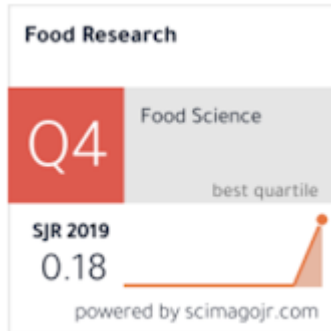 Food Research
Q4
Food Science
best quartile
SJR 2019
0.18
powered by scimagojr.com